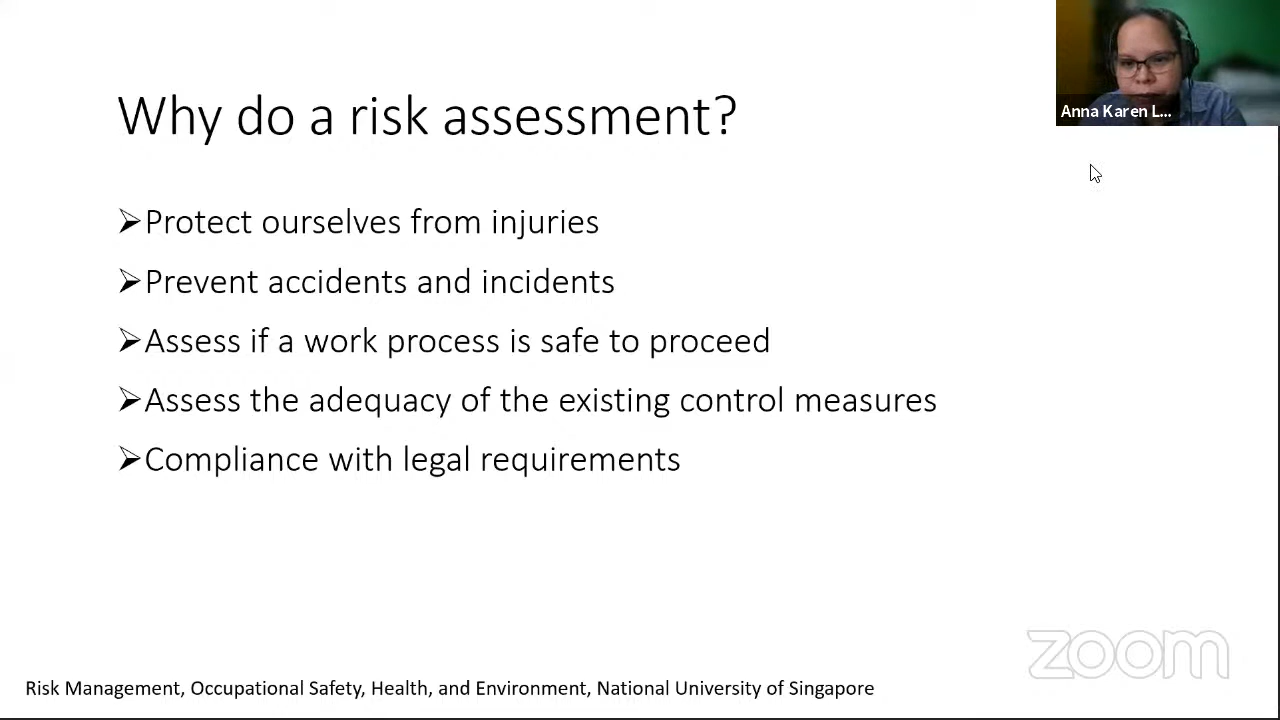 Why do a risk assessment?
Anna Karen L...
➢Protect ourselves from injuries
➢Prevent accidents and incidents
➢Assess if a work process is safe to proceed
➢Assess the adequacy of the existing control measures
➢Compliance with legal requirements
zoom
Risk Management, Occupational Safety, Health, and Environment, National University of Singapore